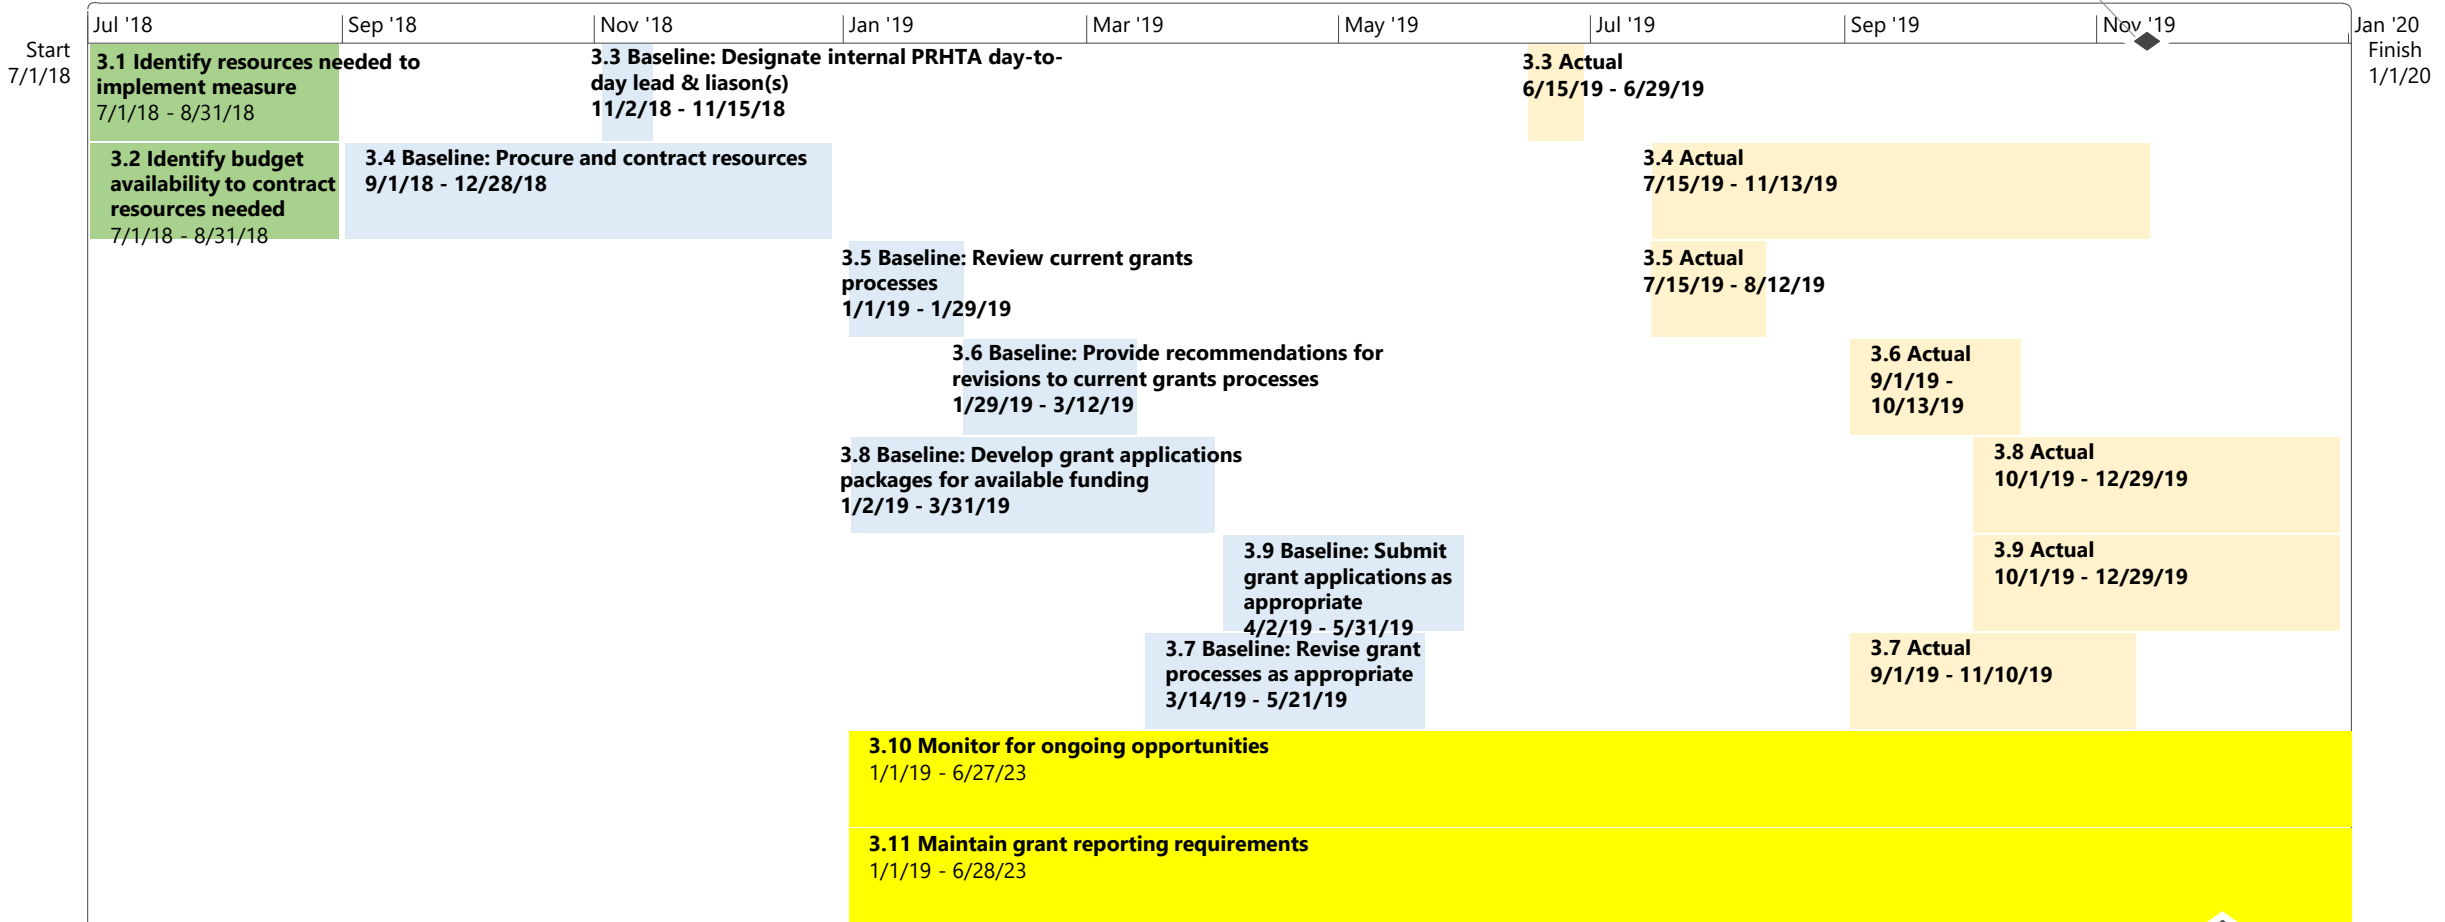 Jul '18
Sep '18
Nov '18
Jan '19
Mar '19
May '19
Jul '19
Sep '19
Nov '19
Jan '20
Start
7/1/18
Finish
1/1/20
3.1 Identify resources needed to
implement measure
7/1/18 - 8/31/18
3.3 Baseline: Designate internal PRHTA day-to-
day lead & liason(s)
11/2/18 - 11/15/18
3.3 Actual
6/15/19 - 6/29/19
3.2 Identify budget
availability to contract
resources needed
7/1/18 - 8/31/18
3.4 Baseline: Procure and contract resources
9/1/18 - 12/28/18
3.4 Actual
7/15/19 - 11/13/19
3.5 Baseline: Review current grants
processes
1/1/19 - 1/29/19
3.5 Actual
7/15/19 - 8/12/19
3.6 Baseline: Provide recommendations for
revisions to current grants processes
1/29/19 - 3/12/19
3.6 Actual
9/1/19 -
10/13/19
3.8 Baseline: Develop grant applications
packages for available funding
1/2/19 - 3/31/19
3.8 Actual
10/1/19 - 12/29/19
3.9 Baseline: Submit
grant applications as
appropriate
4/2/19 - 5/31/19
3.9 Actual
10/1/19 - 12/29/19
3.7 Baseline: Revise grant
processes as appropriate
3/14/19 - 5/21/19
3.7 Actual
9/1/19 - 11/10/19
3.10 Monitor for ongoing opportunities
1/1/19 - 6/27/23
3.11 Maintain grant reporting requirements
1/1/19 - 6/28/23